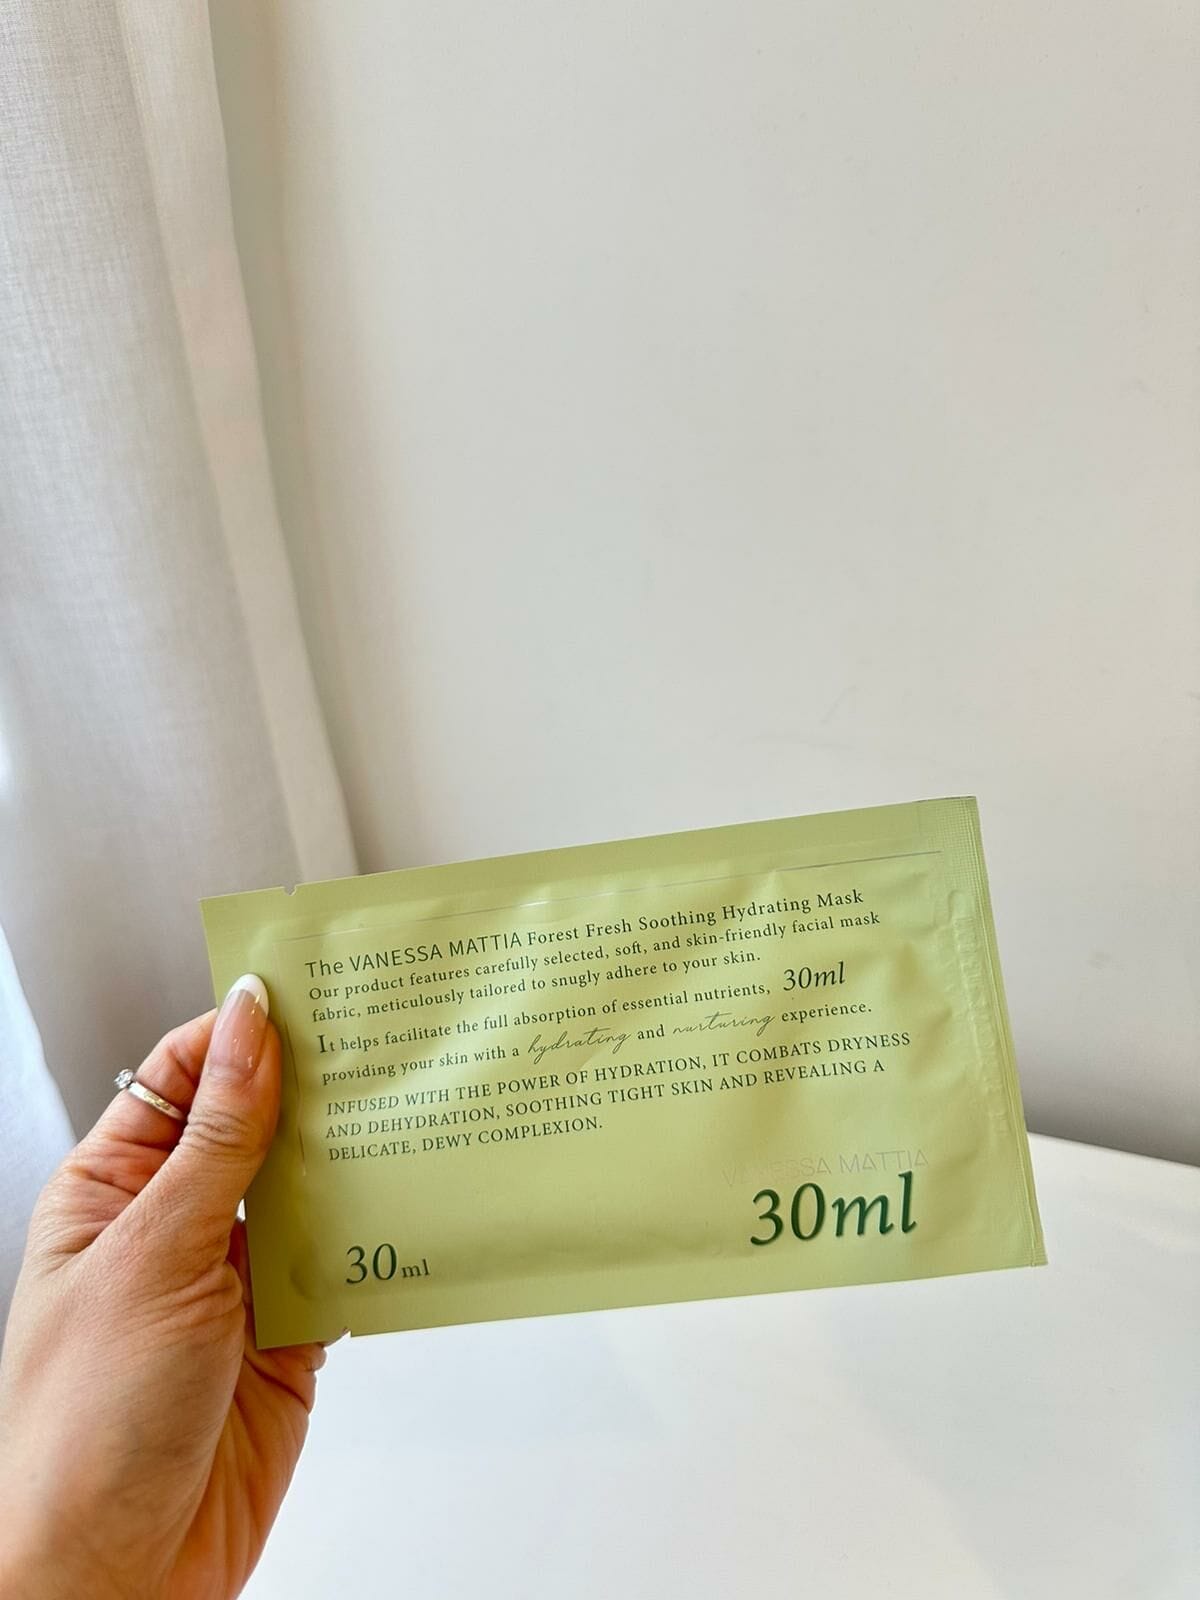 The VANESSA MATTIA Forest Fresh Soothing Hydrating Mask
Our product features carefully selected, soft, and skin-friendly facial mask
fabric, meticulously tailored to snugly adhere to your skin.
It helps facilitate the full absorption of essential nutrients, 30ml
providing your skin with a hydrating and nurturing experience.
INFUSED WITH THE POWER OF HYDRATION, IT COMBATS DRYNESS
AND DEHYDRATION, SOOTHING TIGHT SKIN AND REVEALING A
DELICATE, DEWY COMPLEXION.
VANESSA MATTIA
30ml
30ml